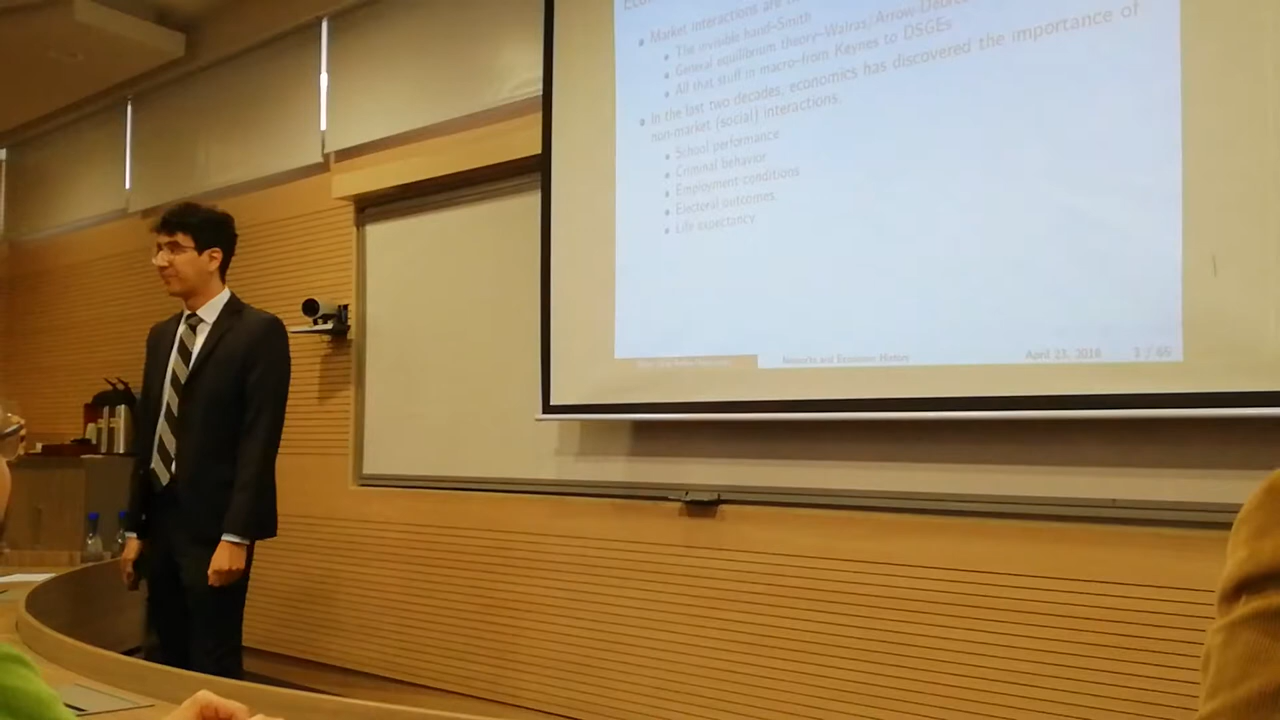 Market interactions are
The invisible hand–Smith
General equilibrium theory–Walras/Arrow-Debreu
All that stuff in macro–from Keynes to DSGEs
In the last two decades, economics has discovered the importance of
non-market (social) interactions.
School performance
Criminal behavior
Employment conditions
Electoral outcomes
Life expectancy
Networks and Economic History
April 23, 2018
3 / 65